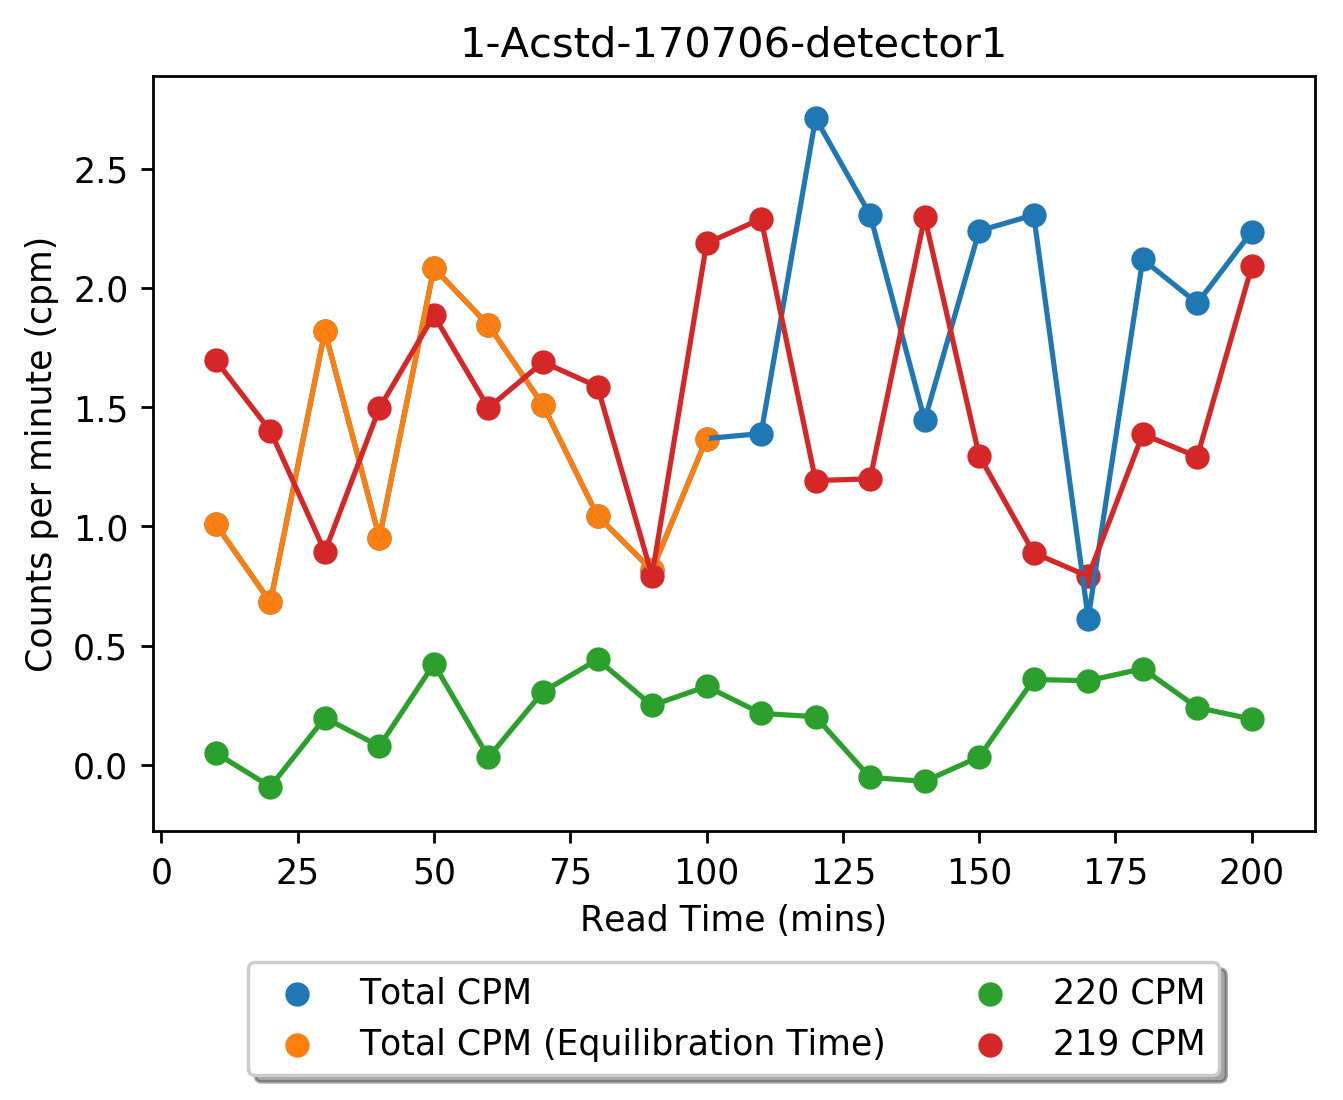 1-Acstd-170706-detector1
Counts per minute (cpm)
2.5
2.0
1.5
1.0
0.5
0.0
0 25 50 75 100 125 150 175 200
Read Time (mins)
Total CPM 220 CPM
Total CPM (Equilibration Time) 219 CPM